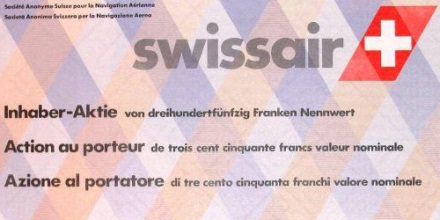 Société Anonyme Suisse pour la Navigation Aérienne
Società Anonima Svizzera per la Navigazione Aerea
swissair
Inhaber-Aktie von dreihundertfünfzig Franken Nennwert
Action au porteur de trois cent cinquante francs valeur nominale
Azione al portatore di tre cento cinquanta franchi valore nominale